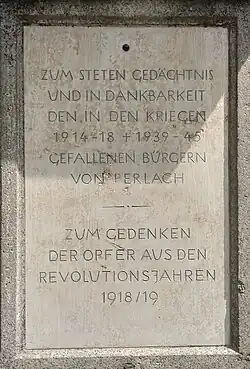 ZUM STETEN GEDÄCHTNIS
UND IN DANKBARKEIT
DEN, IN DEN KRIEGEN
1914-18 + 1939-45
GEFALLENEN BÜRGERN
VON PERLACH
ZUM GEDENKEN
DER OPFER AUS DEN
REVOLUTIONSJAHREN
1918/19